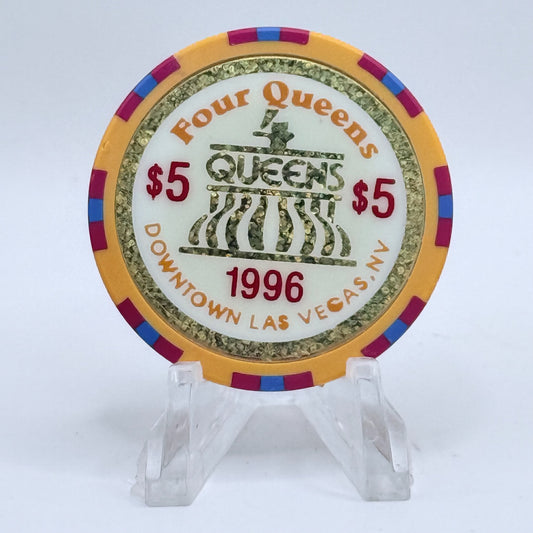 Four Queens
4
QUEENS
$5 $5
1996
DOWNTOWN LAS VEGAS, NV